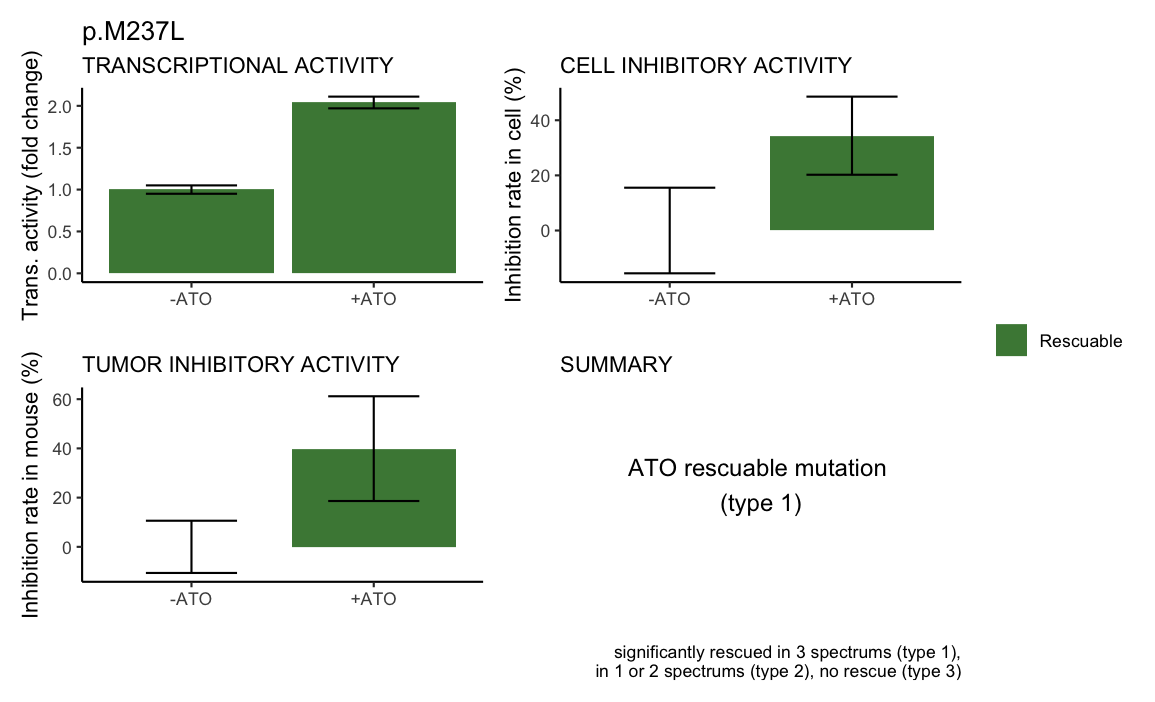 p.M237L
TRANSCRIPTIONAL ACTIVITY
Trans. activity (fold change)
2.0
1.5
1.0
0.5
0.0
-ATO +ATO
CELL INHIBITORY ACTIVITY
Inhibition rate in cell (%)
40
20
0
-ATO +ATO
Rescuable
TUMOR INHIBITORY ACTIVITY
Inhibition rate in mouse (%)
60
40
20
0
-ATO +ATO
SUMMARY
ATO rescuable mutation
(type 1)
significantly rescued in 3 spectrums (type 1),
in 1 or 2 spectrums (type 2), no rescue (type 3)